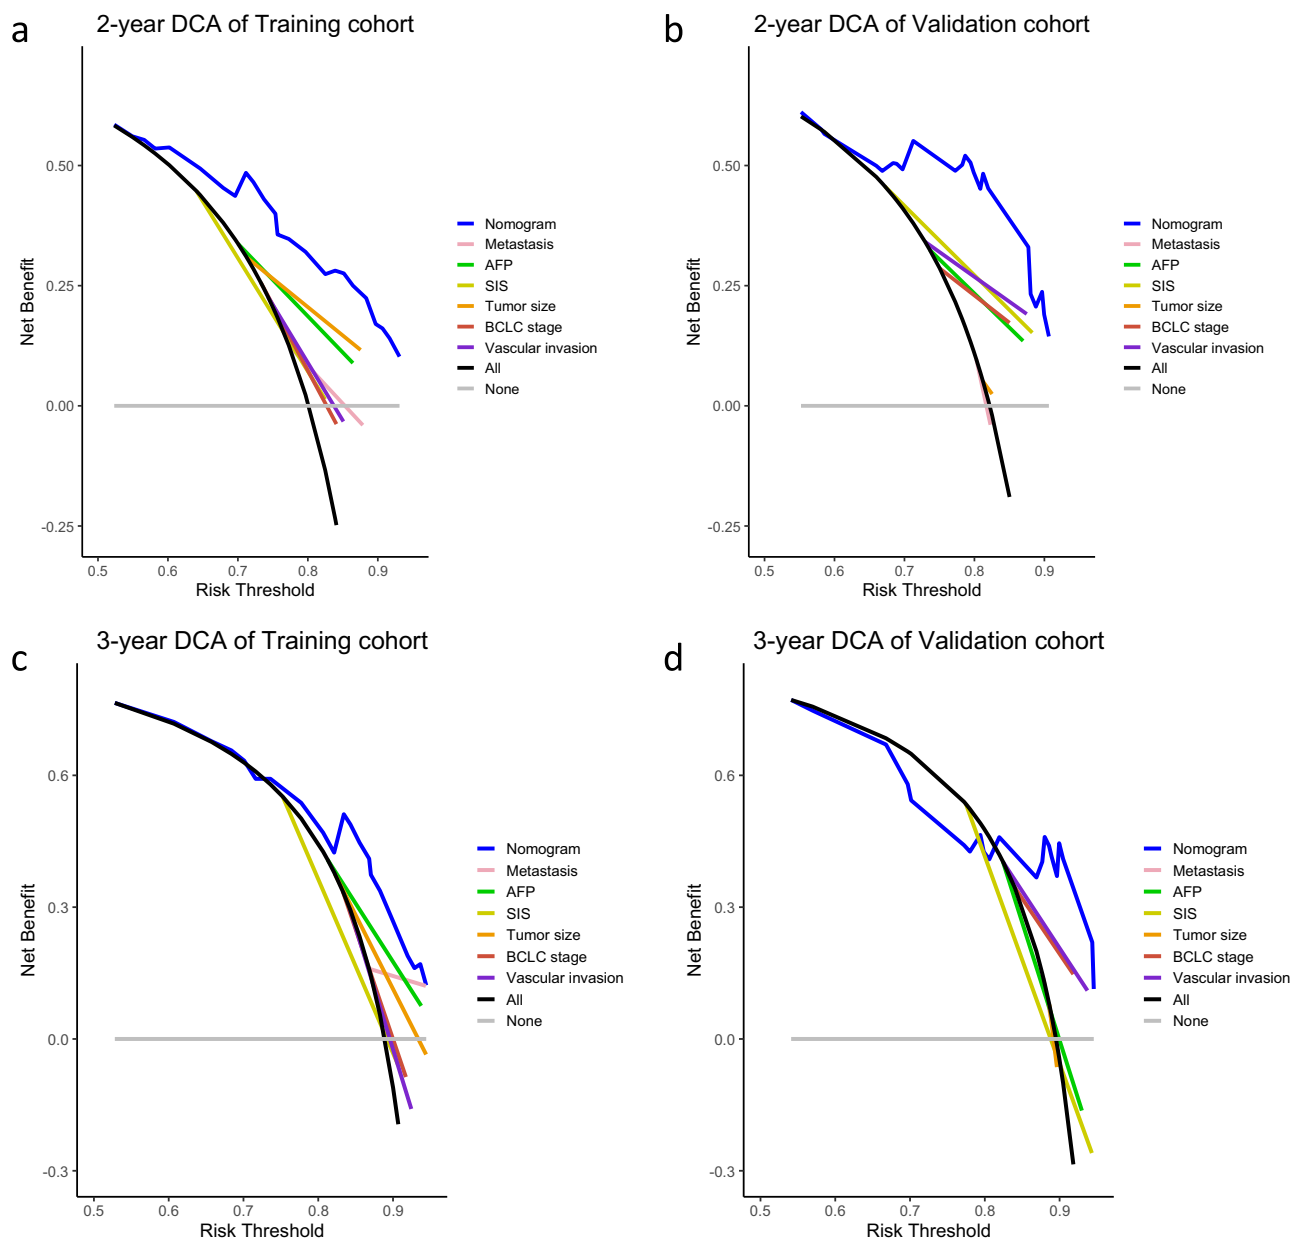 a
2-year DCA of Training cohort
Net Benefit
0.50
0.25
0.00
-0.25
0.5 0.6 0.7 0.8 0.9
Risk Threshold
Nomogram
Metastasis
AFP
SIS
Tumor size
BCLC stage
Vascular invasion
All
None
b
2-year DCA of Validation cohort
Net Benefit
0.50
0.25
0.00
-0.25
0.5 0.6 0.7 0.8 0.9
Risk Threshold
Nomogram
Metastasis
AFP
SIS
Tumor size
BCLC stage
Vascular invasion
All
None
c
3-year DCA of Training cohort
Net Benefit
0.6
0.3
0.0
-0.3
0.5 0.6 0.7 0.8 0.9
Risk Threshold
Nomogram
Metastasis
AFP
SIS
Tumor size
BCLC stage
Vascular invasion
All
None
d
3-year DCA of Validation cohort
Net Benefit
0.6
0.3
0.0
-0.3
0.5 0.6 0.7 0.8 0.9
Risk Threshold
Nomogram
Metastasis
AFP
SIS
Tumor size
BCLC stage
Vascular invasion
All
None